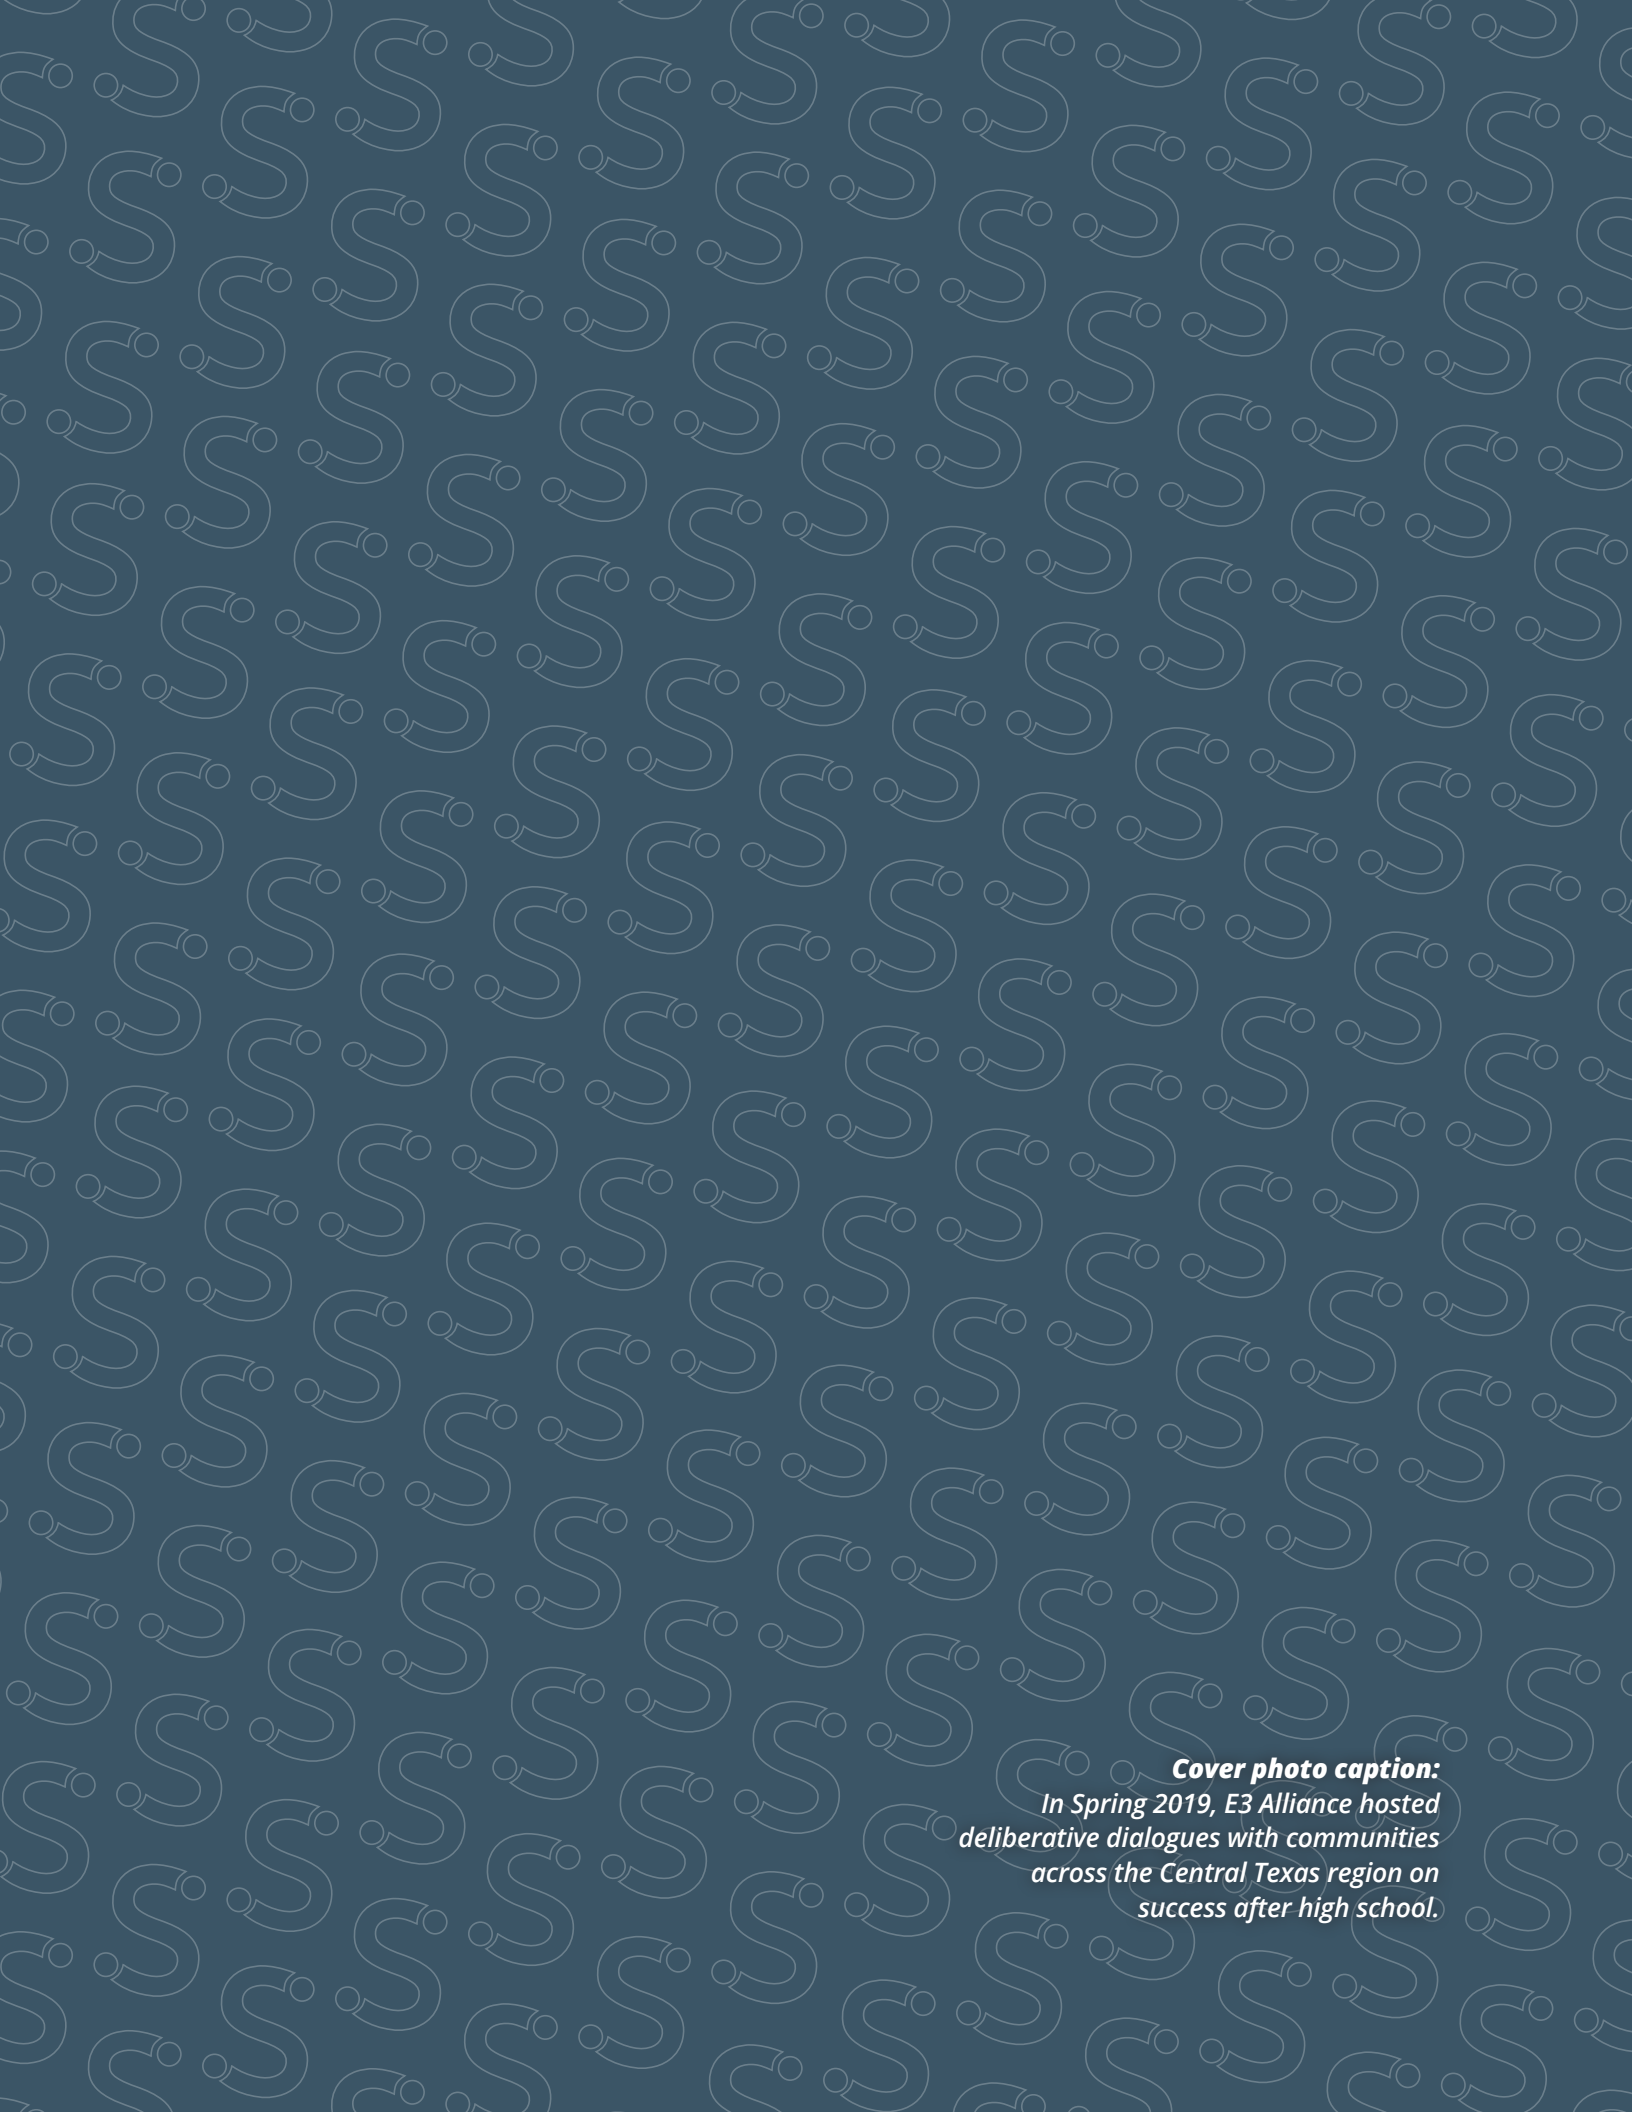 Cover photo caption:
In Spring 2019, E3 Alliance hosted
deliberative dialogues with communities
across the Central Texas region on
success after high school.